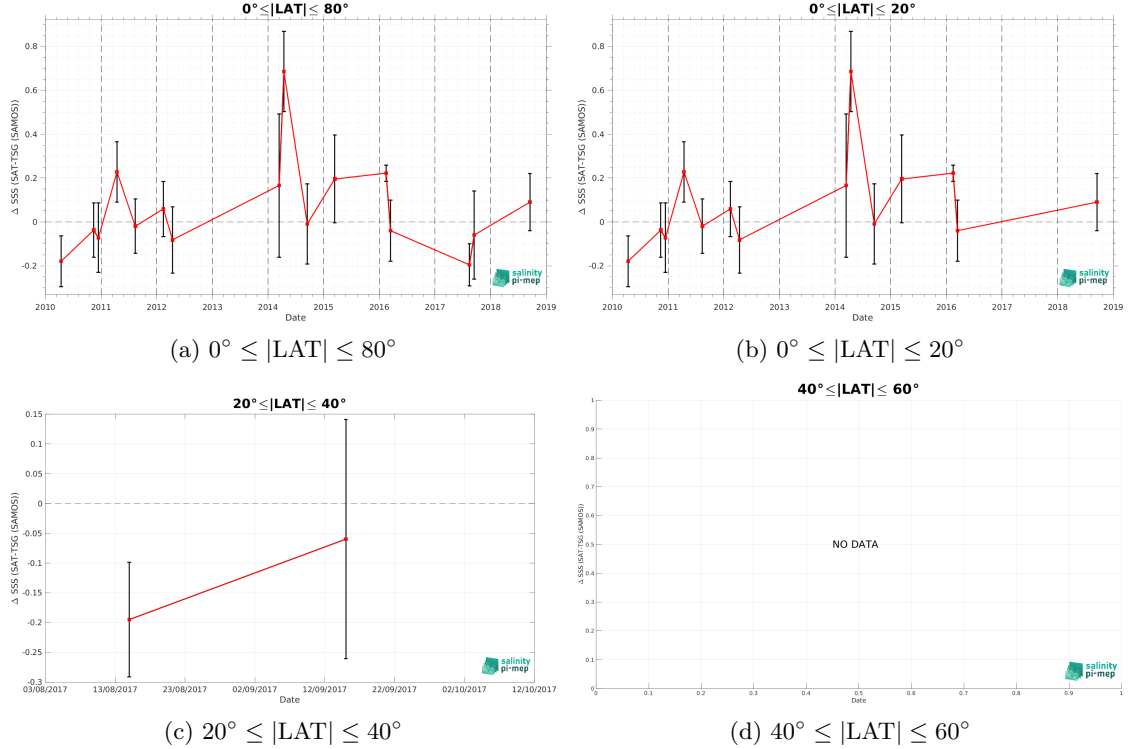 0°≤|LAT|≤ 80°
Δ SSS (SAT-TSG (SAMOS))
0.8
0.6
0.4
0.2
0
-0.2
2010 2011 2012 2013 2014 2015 2016 2017 2018 2019
Date
salinity
pi-mep
(a) 0° ≤ |LAT| ≤ 80°
0°≤|LAT|≤ 20°
Δ SSS (SAT-TSG (SAMOS))
0.8
0.6
0.4
0.2
0
-0.2
2010 2011 2012 2013 2014 2015 2016 2017 2018 2019
Date
salinity
pi-mep
(b) 0° ≤ |LAT| ≤ 20°
20°≤|LAT|≤ 40°
Δ SSS (SAT-TSG (SAMOS))
0.15
0.1
0.05
0
-0.05
-0.1
-0.15
-0.2
-0.25
-0.3
03/08/2017 13/08/2017 23/08/2017 02/09/2017 12/09/2017 22/09/2017 02/10/2017 12/10/2017
Date
salinity
pi-mep
(c) 20° ≤ |LAT| ≤ 40°
40°≤|LAT|≤ 60°
Δ SSS (SAT-TSG (SAMOS))
1
0.9
0.8
0.7
0.6
0.5
0.4
0.3
0.2
0.1
0
NO DATA
0 0.1 0.2 0.3 0.4 0.5 0.6 0.7 0.8 0.9 1
Date
salinity
pi-mep
(d) 40° ≤ |LAT| ≤ 60°